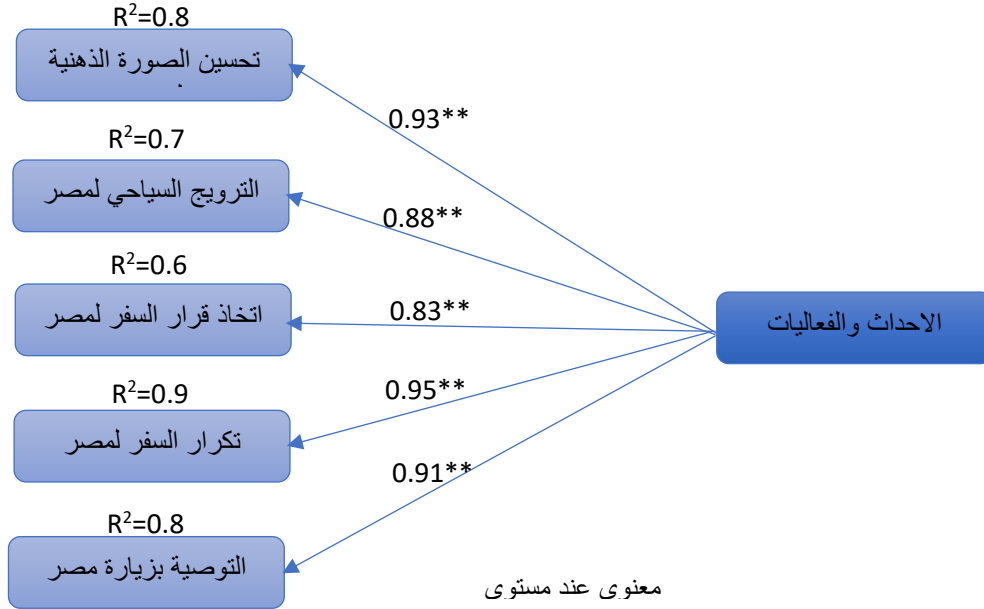 R²=0.8
تحسين الصورة الذهنية
0.93**
R²=0.7
الترويج السياحي لمصر
0.88**
R²=0.6
اتخاذ قرار السفر لمصر
0.83**
الاحداث والفعاليات
R²=0.9
تكرار السفر لمصر
0.95**
0.91**
R²=0.8
التوصية بزيارة مصر
معنوي عند مستوى